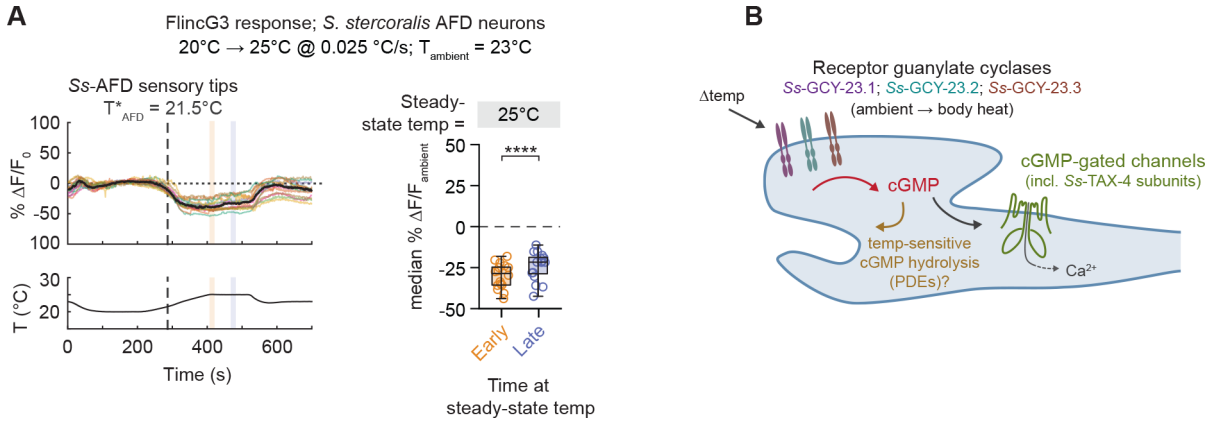 A
FlincG3 response; S. stercoralis AFD neurons
20°C → 25°C @ 0.025 °C/s; Tambient = 23°C
Ss-AFD sensory tips
T*AFD = 21.5°C
% ΔF/F0
100
50
0
-50
100
T (°C)
30
20
0
200
400
600
Time (s)
Steady-
state temp =
25°C
****
median % ΔF/Fambient
50
25
0
-25
-50
Early
Late
Time at
steady-state temp
B
Receptor guanylate cyclases
Ss-GCY-23.1; Ss-GCY-23.2; Ss-GCY-23.3
(ambient → body heat)
Δtemp
cGMP-gated channels
(incl. Ss-TAX-4 subunits)
cGMP
temp-sensitive
cGMP hydrolysis
(PDEs)?
Ca2+